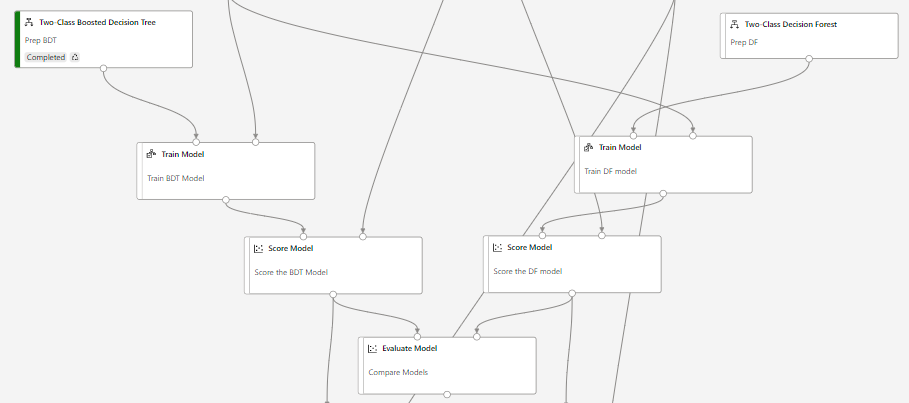 Two-Class Boosted Decision Tree
Prep BDT
Completed
Two-Class Decision Forest
Prep DF
Train Model
Train BDT Model
Train Model
Train DF model
Score Model
Score the BDT Model
Score Model
Score the DF model
Evaluate Model
Compare Models